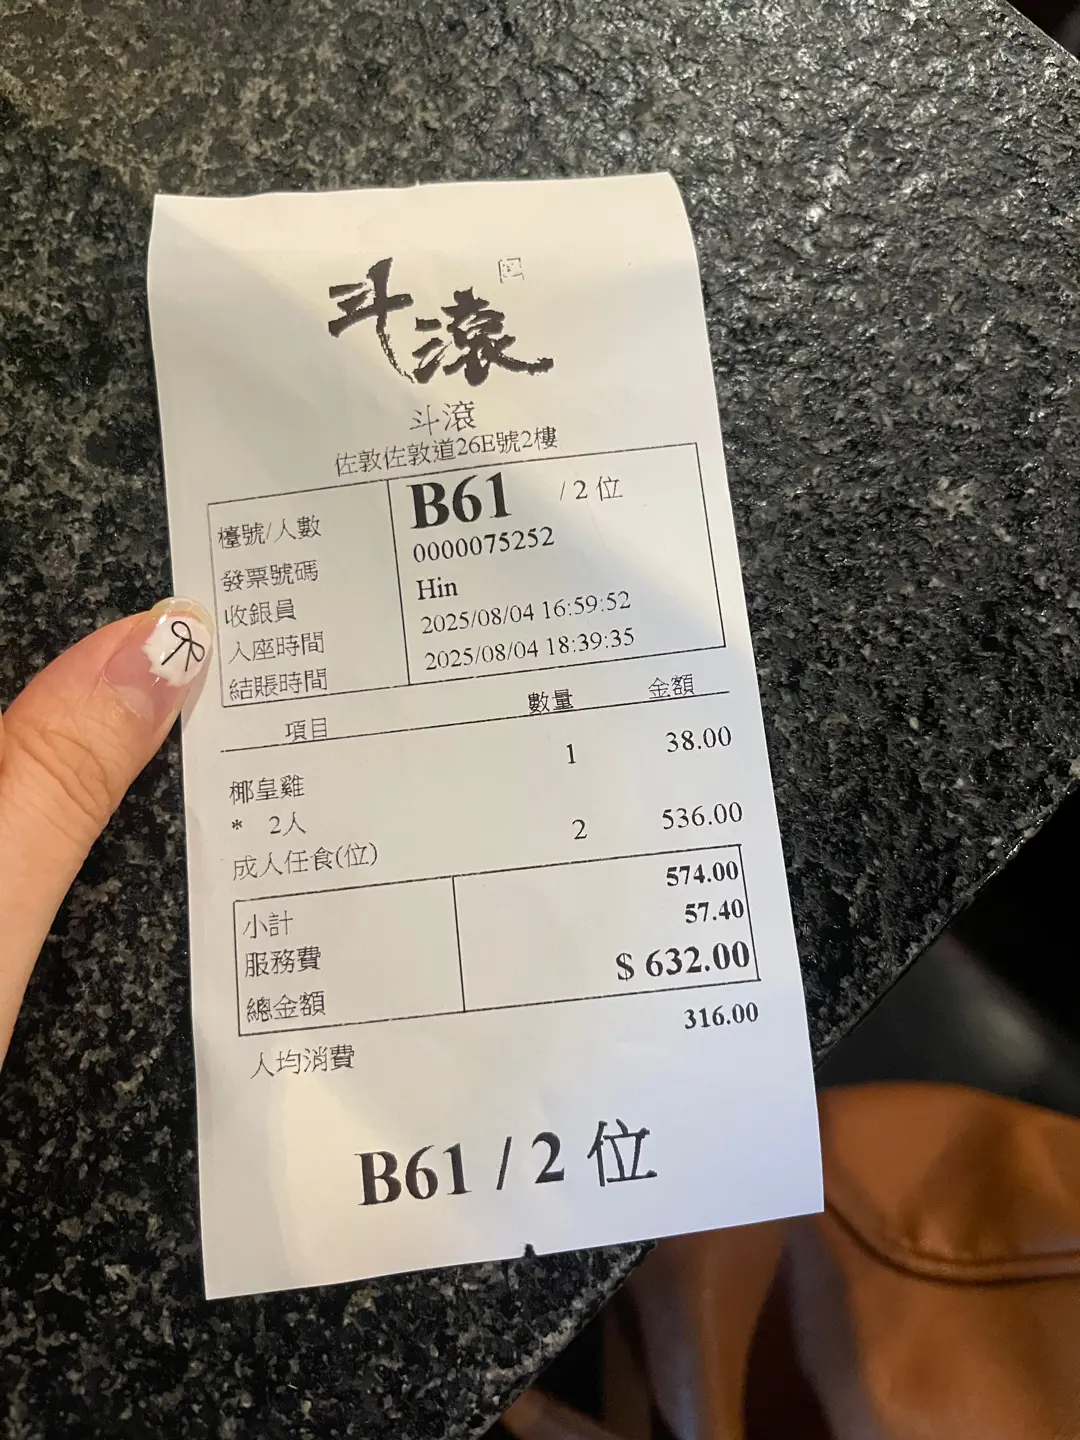 斗滾
斗滾
佐敦佐敦道26E號2樓
檯號/人數 B61 / 2 位
發票號碼 0000075252
收銀員 Hin
入座時間 2025/08/04 16:59:52
結賬時間 2025/08/04 18:39:35
項目 數量 金額
椰皇雞 1 38.00
* 2人
成人任食(位) 2 536.00
小計 574.00
服務費 57.40
總金額 $ 632.00
人均消費 316.00
B61 / 2 位